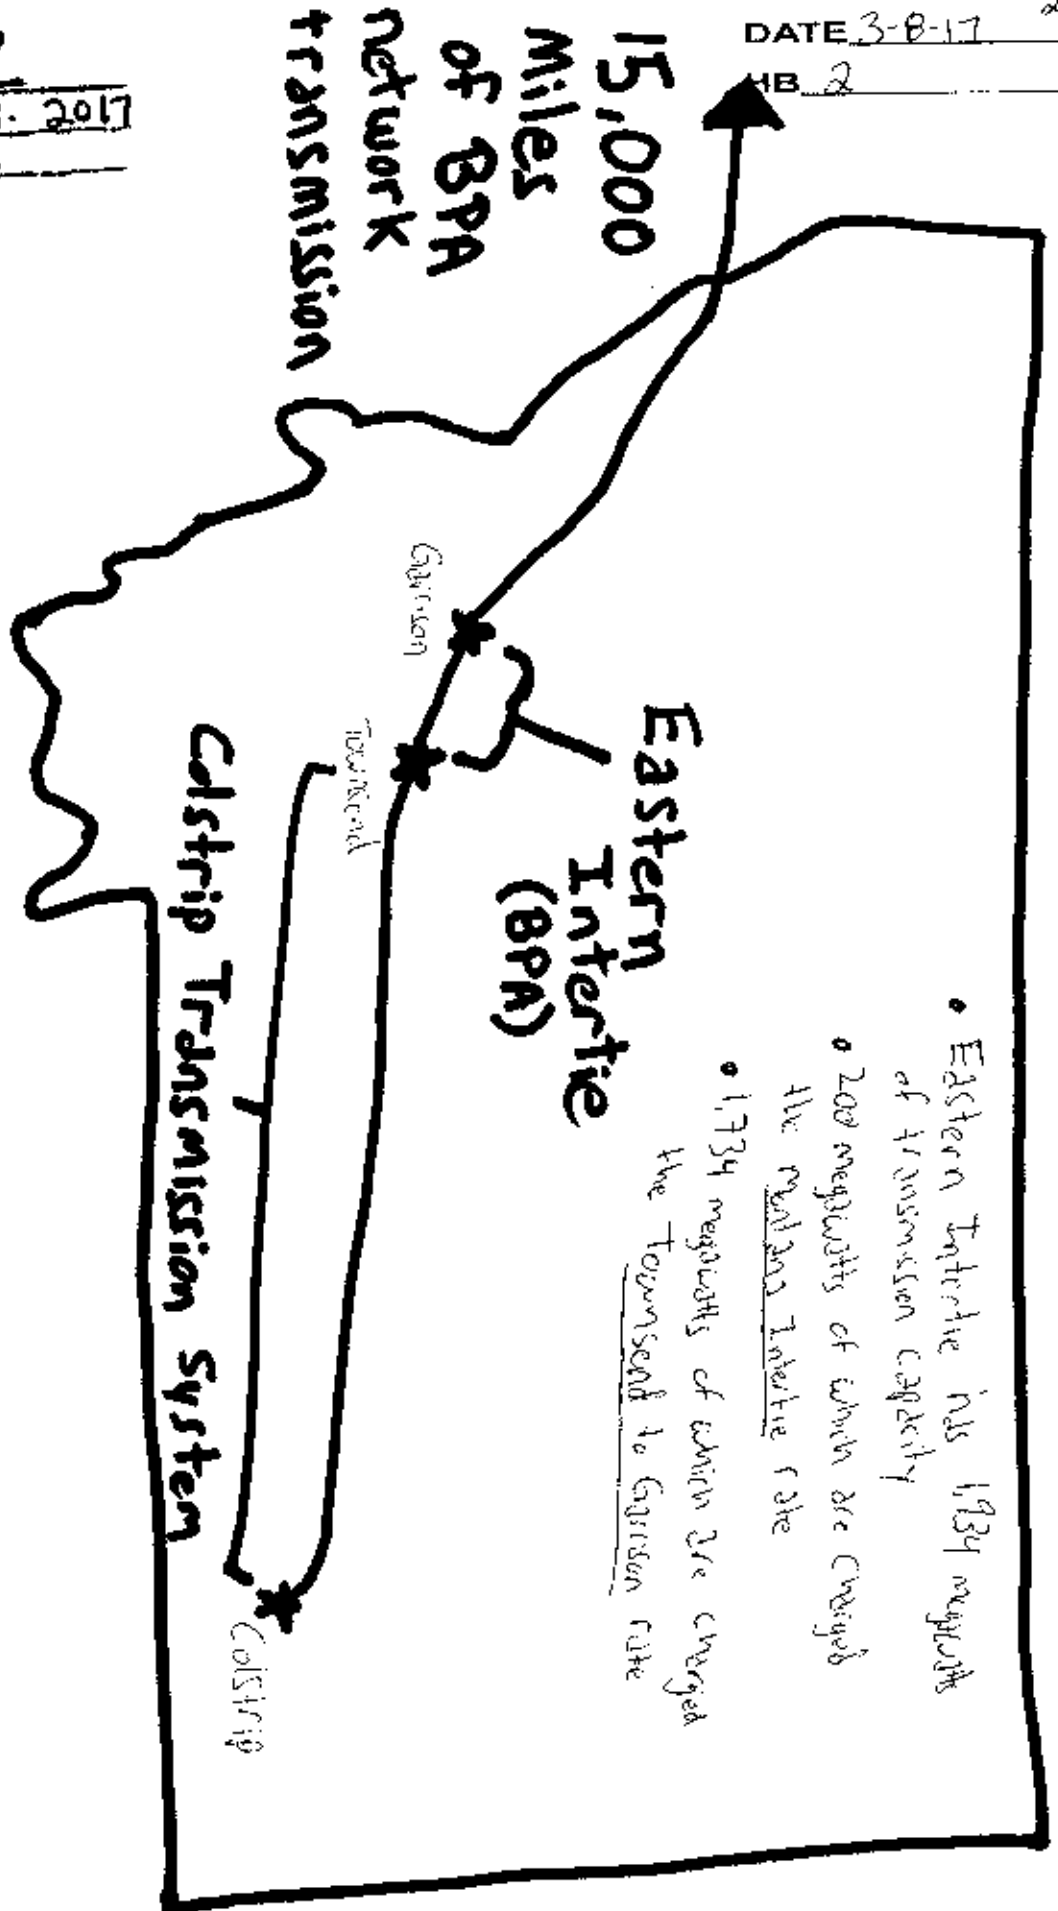 DATE 3-8-17
HB 2
2017
15,000
Miles
of BPA
network
transmission
Eastern
Intertie
(BPA)
• Eastern Intertie has 1,934 megawatts
of transmission capacity
• 200 megawatts of which are charged
the Montana Intertie rate
• 1,734 megawatts of which are charged
the Townsend to Garrison rate
Garrison
Townsend
Colstrip
Colstrip Transmission System